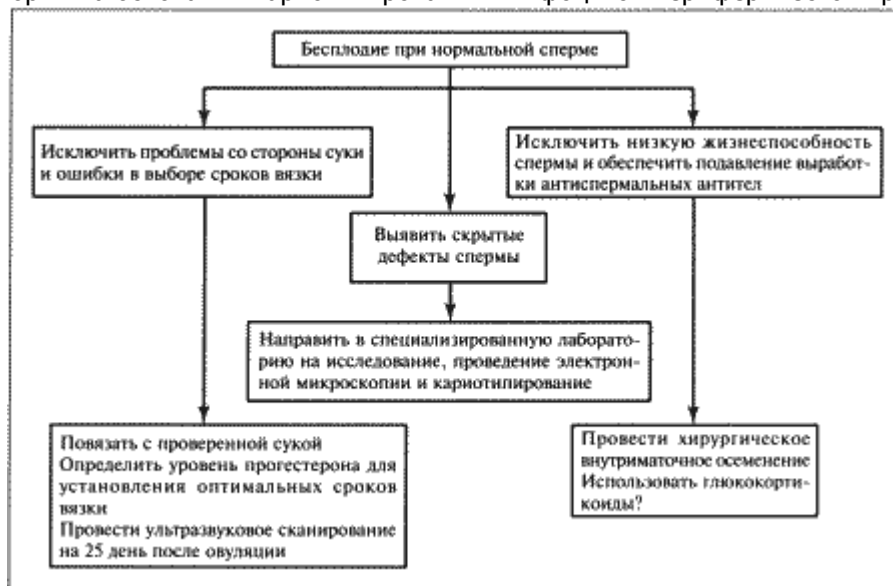 Бесплодие при нормальной сперме
Исключить проблемы со стороны суки
и ошибки в выборе сроков вязки
Исключить низкую жизнеспособность
спермы и обеспечить подавление выработ-
ки антиспермальных антител
Выявить скрытые
дефекты спермы
Направить в специализированную лаборато-
рию на исследование, проведение электрон-
ной микроскопии и кариотипирование
Повязать с проверенной сукой
Определить уровень прогестерона для
установления оптимальных сроков
вязки
Провести ультразвуковое сканирование
на 25 день после овуляции
Провести хирургическое
внутриматочное осеменение
Использовать глюкокорти-
коиды?